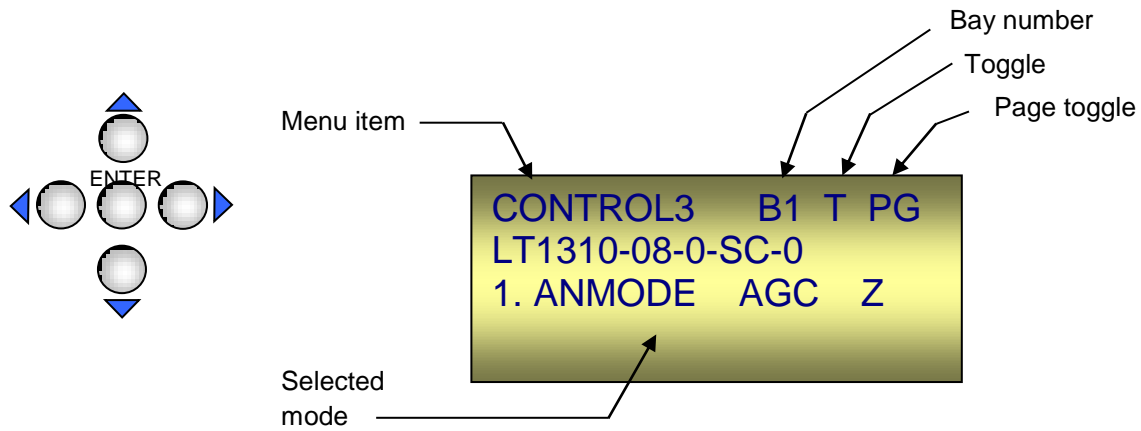 Bay number
Toggle
Page toggle
Menu item
ENTER
CONTROL3 B1 T PG
LT1310-08-0-SC-0
1. ANMODE AGC Z
Selected
mode